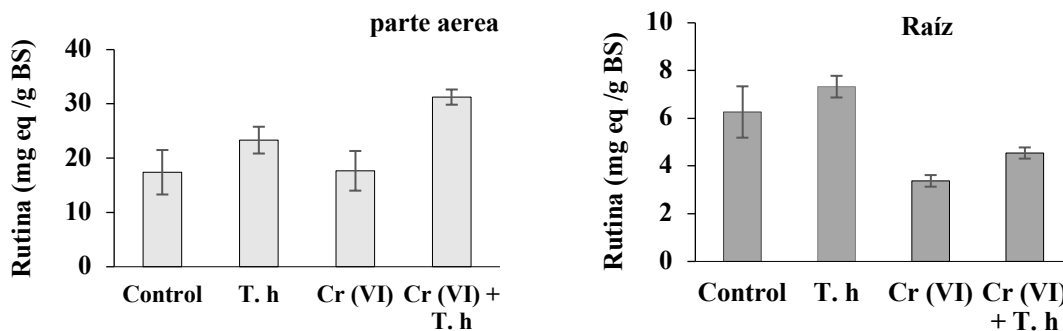 parte aerea
Rutina (mg eq /g BS)
40
30
20
10
0
Control
T. h
Cr (VI)
Cr (VI) +
T. h
Raíz
Rutina (mg eq /g BS)
10
8
6
4
2
0
Control
T. h
Cr (VI)
Cr (VI)
+ T. h